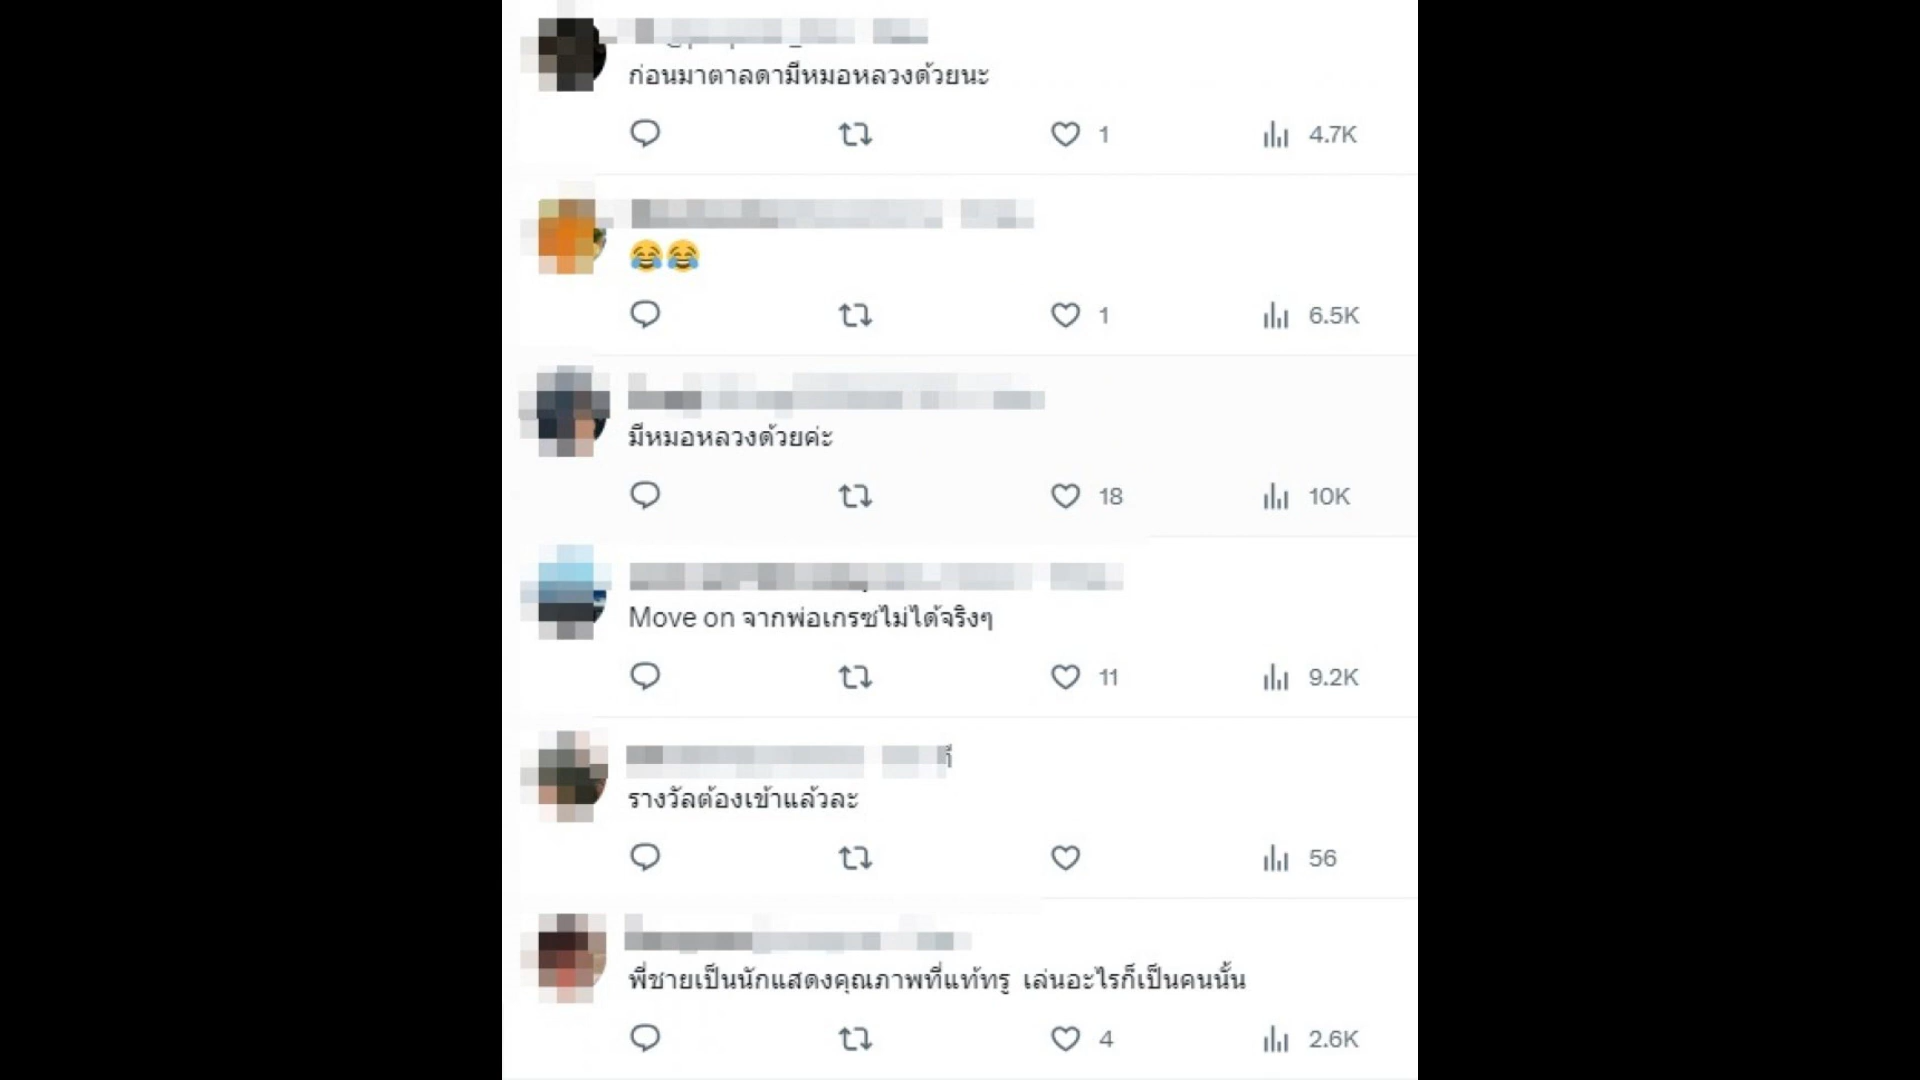 ก่อนมาตาลดามีหมอหลวงด้วยนะ
1 4.7K
😂😂
1 6.5K
มีหมอหลวงด้วยค่ะ
18 10K
Move on จากพ่อเกรซไม่ได้จริงๆ
11 9.2K
รางวัลต้องเข้าแล้วละ
56
พี่ชายเป็นนักแสดงคุณภาพที่แท้ทรู เล่นอะไรก็เป็นคนนั้น
4 2.6K